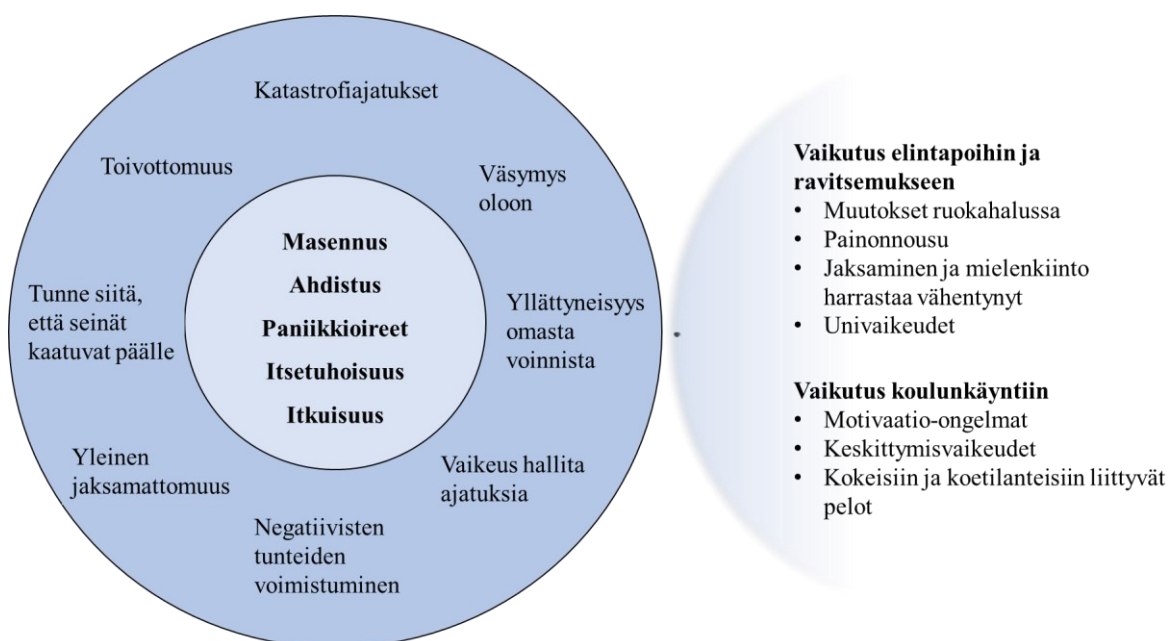 Katastrofiajatukset
Toivottomuus
Väsymys
oloon
Masennus
Ahdistus
Paniikkioireet
Itsetuhoisuus
Itkuisuus
Tunne siitä,
että seinät
kaatuvat päälle
Yllättyneisyys
omasta
voinnista
Yleinen
jaksamattomuus
Vaikeus hallita
ajatuksia
Negatiivisten
tunteiden
voimistuminen
Vaikutus elintapoihin ja
ravitsemukseen
• Muutokset ruokahalussa
• Painonnousu
• Jaksaminen ja mielenkiinto
harrastaa vähentynyt
• Univaikeudet
Vaikutus koulunkäyntiin
• Motivaatio-ongelmat
• Keskittymisvaikeudet
• Kokeisiin ja koetilanteisiin liittyvät
pelot